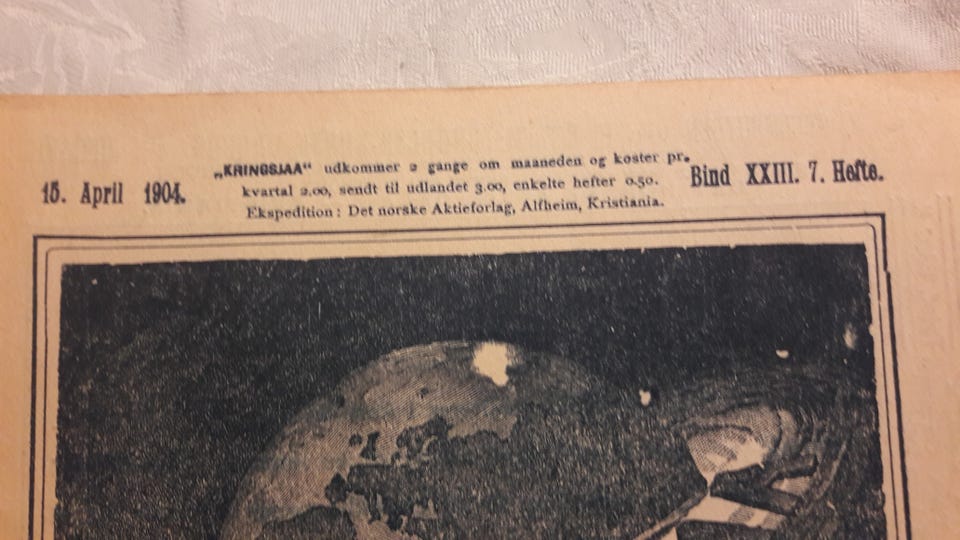 15. April 1904.
„KRINGSJAA“ udkommer 2 gange om maaneden og koster pr.
kvartal 2.00, sendt til udlandet 3.00, enkelte hefter 0.50.
Ekspedition: Det norske Aktieforlag, Alfheim, Kristiania.
Bind XXIII. 7. Hefte.